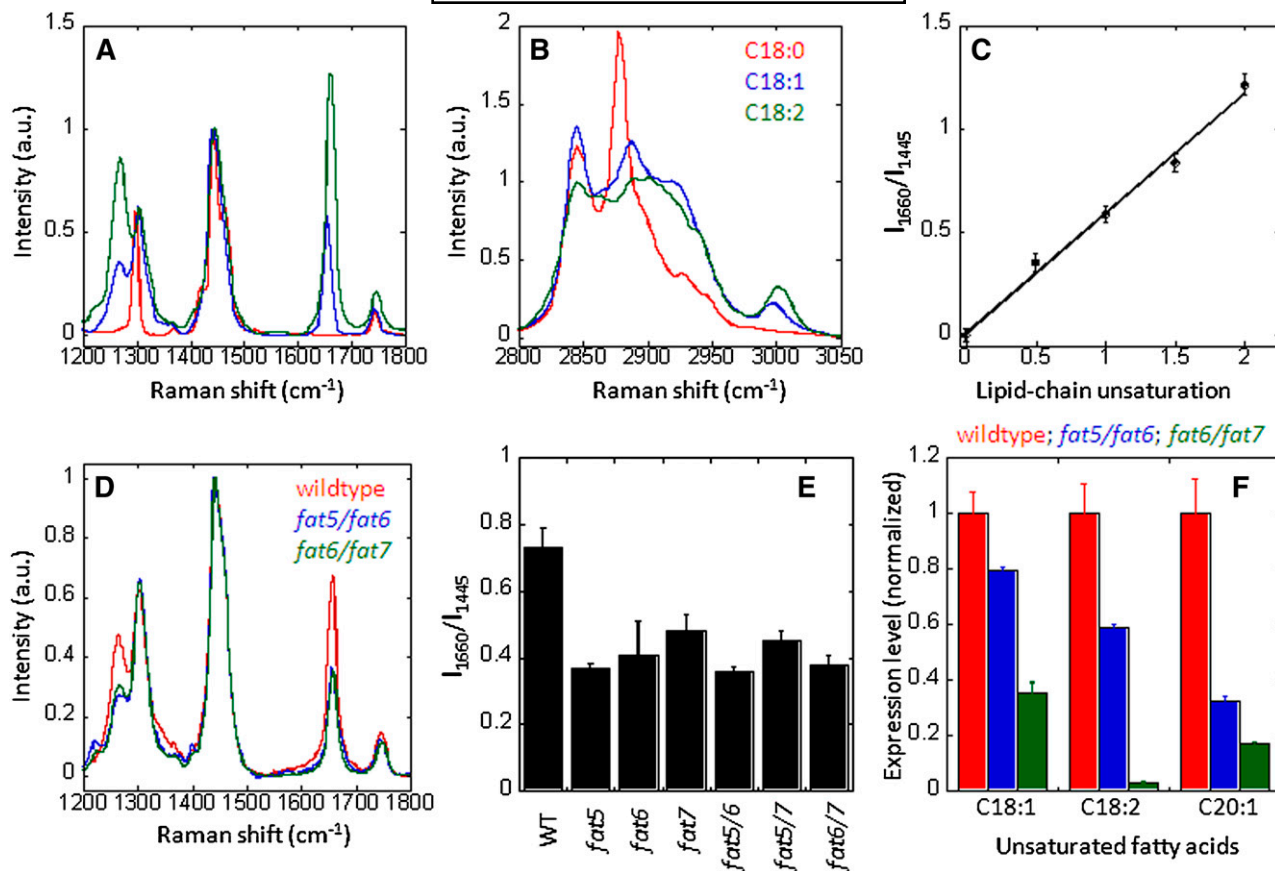 A
1.5
1
0.5
0
1200 1300 1400 1500 1600 1700 1800
Intensity (a.u.)
Raman shift (cm⁻¹)
B
C18:0
C18:1
C18:2
2
1.5
1
0.5
0
2800 2850 2900 2950 3000 3050
Intensity (a.u.)
Raman shift (cm⁻¹)
C
1.5
1
0.5
0
0 0.5 1 1.5 2
I1660/I1445
Lipid-chain unsaturation
D
wildtype
fat5/fat6
fat6/fat7
1
0.8
0.6
0.4
0.2
0
1200 1300 1400 1500 1600 1700 1800
Intensity (a.u.)
Raman shift (cm⁻¹)
E
1
0.8
0.6
0.4
0.2
0
I1660/I1445
WT fat5 fat6 fat7 fat5/6 fat5/7 fat6/7
wildtype; fat5/fat6; fat6/fat7
F
1.2
1
0.8
0.6
0.4
0.2
0
Expression level (normalized)
C18:1 C18:2 C20:1
Unsaturated fatty acids